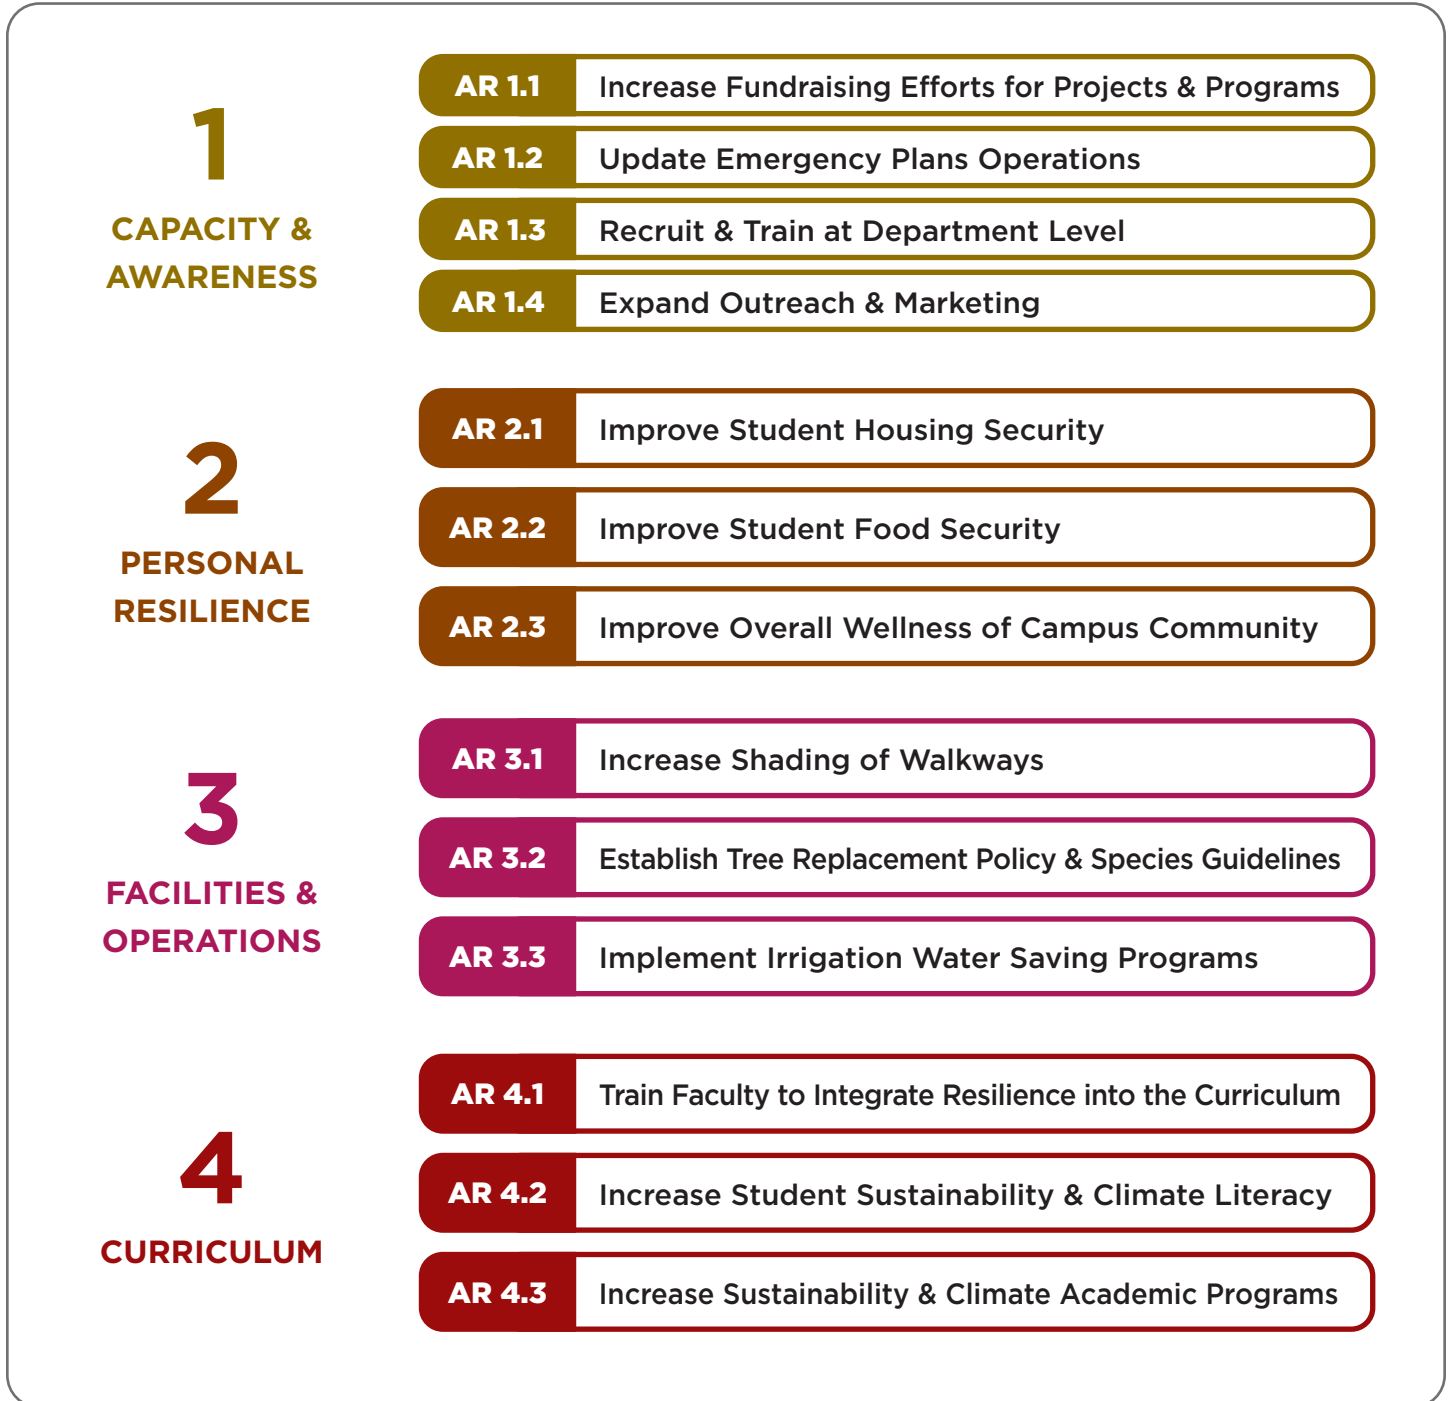 1
CAPACITY &
AWARENESS
AR 1.1 Increase Fundraising Efforts for Projects & Programs
AR 1.2 Update Emergency Plans Operations
AR 1.3 Recruit & Train at Department Level
AR 1.4 Expand Outreach & Marketing
2
PERSONAL
RESILIENCE
AR 2.1 Improve Student Housing Security
AR 2.2 Improve Student Food Security
AR 2.3 Improve Overall Wellness of Campus Community
3
FACILITIES &
OPERATIONS
AR 3.1 Increase Shading of Walkways
AR 3.2 Establish Tree Replacement Policy & Species Guidelines
AR 3.3 Implement Irrigation Water Saving Programs
4
CURRICULUM
AR 4.1 Train Faculty to Integrate Resilience into the Curriculum
AR 4.2 Increase Student Sustainability & Climate Literacy
AR 4.3 Increase Sustainability & Climate Academic Programs